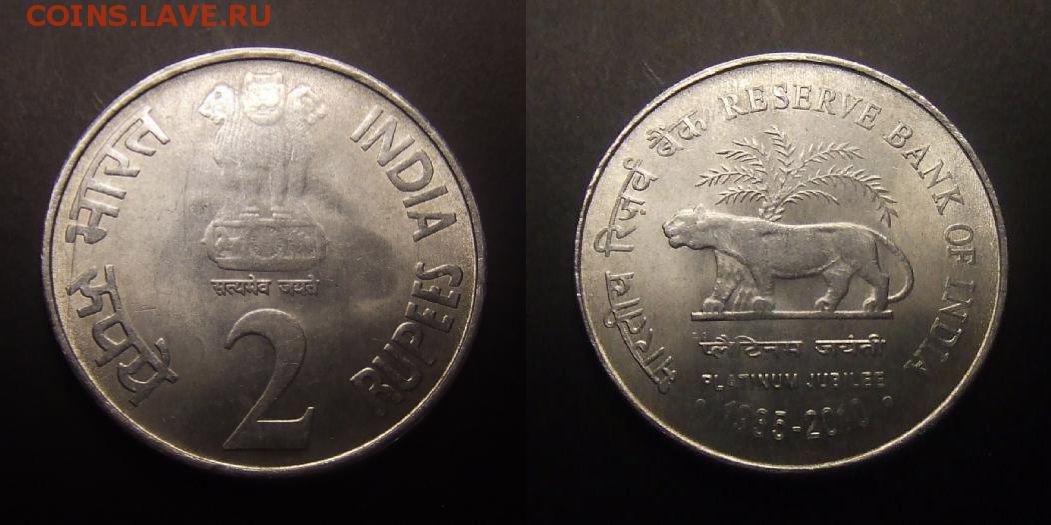 COINS.LAVE.RU
भारत INDIA
रूपये RUPEES
सत्यमेव जयते
2
भारतीय रिज़र्व बैंक RESERVE BANK OF INDIA
प्लैटिनम जयंती
PLATINUM JUBILEE
1935-2010